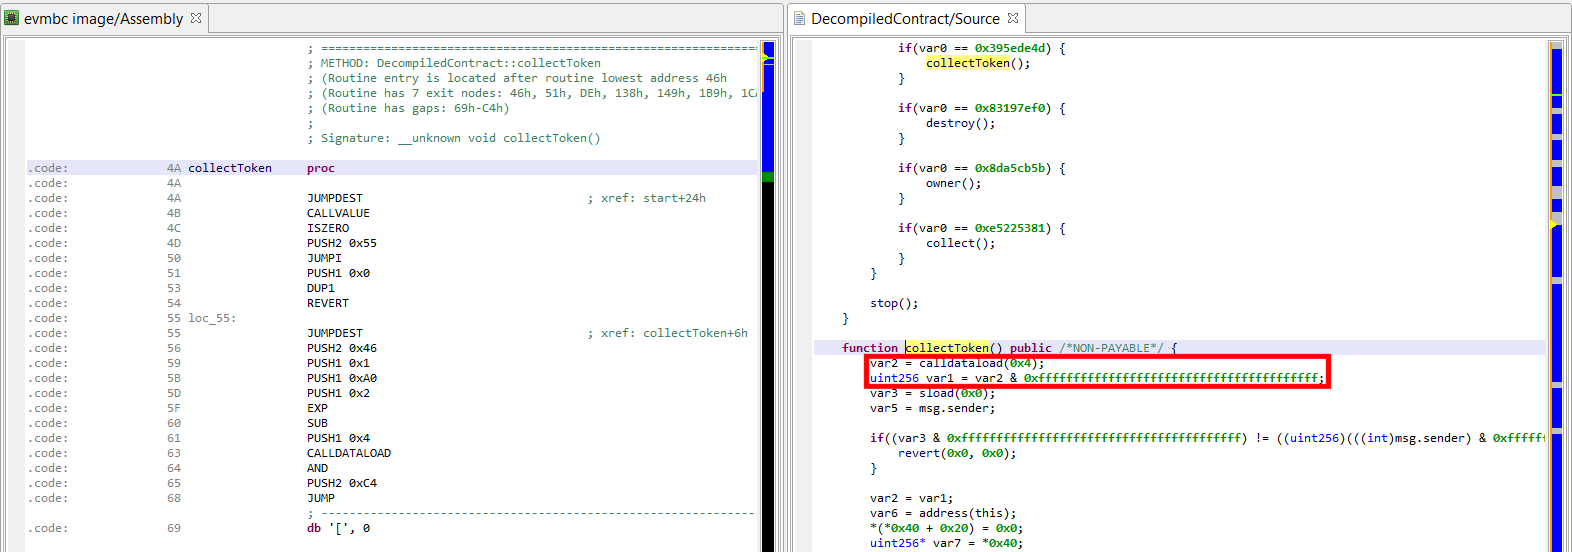 evmbc image/Assembly
; ==============================================================
; METHOD: DecompiledContract::collectToken
; (Routine entry is located after routine lowest address 46h
; (Routine has 7 exit nodes: 46h, 51h, DEh, 138h, 149h, 1B9h, 1CA
; (Routine has gaps: 69h-C4h)
;
; Signature: __unknown void collectToken()
.code: 4A collectToken proc
.code: 4A
.code: 4A JUMPDEST ; xref: start+24h
.code: 4B CALLVALUE
.code: 4C ISZERO
.code: 4D PUSH2 0x55
.code: 50 JUMPI
.code: 51 PUSH1 0x0
.code: 53 DUP1
.code: 54 REVERT
.code: 55 loc_55:
.code: 55 JUMPDEST ; xref: collectToken+6h
.code: 56 PUSH2 0x46
.code: 59 PUSH1 0x1
.code: 5B PUSH1 0xA0
.code: 5D PUSH1 0x2
.code: 5F EXP
.code: 60 SUB
.code: 61 PUSH1 0x4
.code: 63 CALLDATALOAD
.code: 64 AND
.code: 65 PUSH2 0xC4
.code: 68 JUMP
; --------------------------------------------------------------
.code: 69 db '[', 0
DecompiledContract/Source
if(var0 == 0x395ede4d) {
collectToken();
}
if(var0 == 0x83197ef0) {
destroy();
}
if(var0 == 0x8da5cb5b) {
owner();
}
if(var0 == 0xe5225381) {
collect();
}
}
stop();
}
function collectToken() public /*NON-PAYABLE*/ {
var2 = calldataload(0x4);
uint256 var1 = var2 & 0xffffffffffffffffffffffffffffffffffffffff;
var3 = sload(0x0);
var5 = msg.sender;
if((var3 & 0xffffffffffffffffffffffffffffffffffffffff) != ((uint256)(((int)msg.sender) & 0xffffff
revert(0x0, 0x0);
}
var2 = var1;
var6 = address(this);
*(*0x40 + 0x20) = 0x0;
uint256* var7 = *0x40;